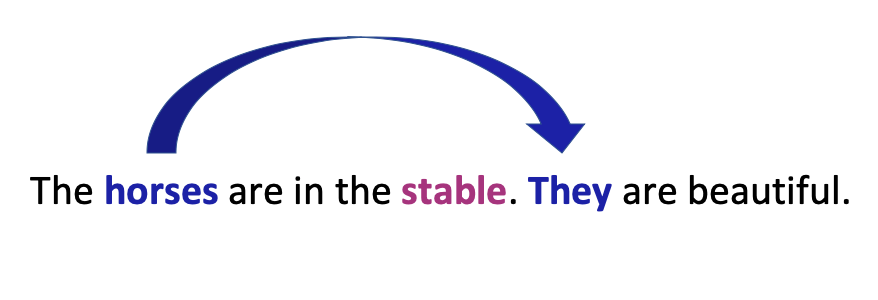 The horses are in the stable. They are beautiful.